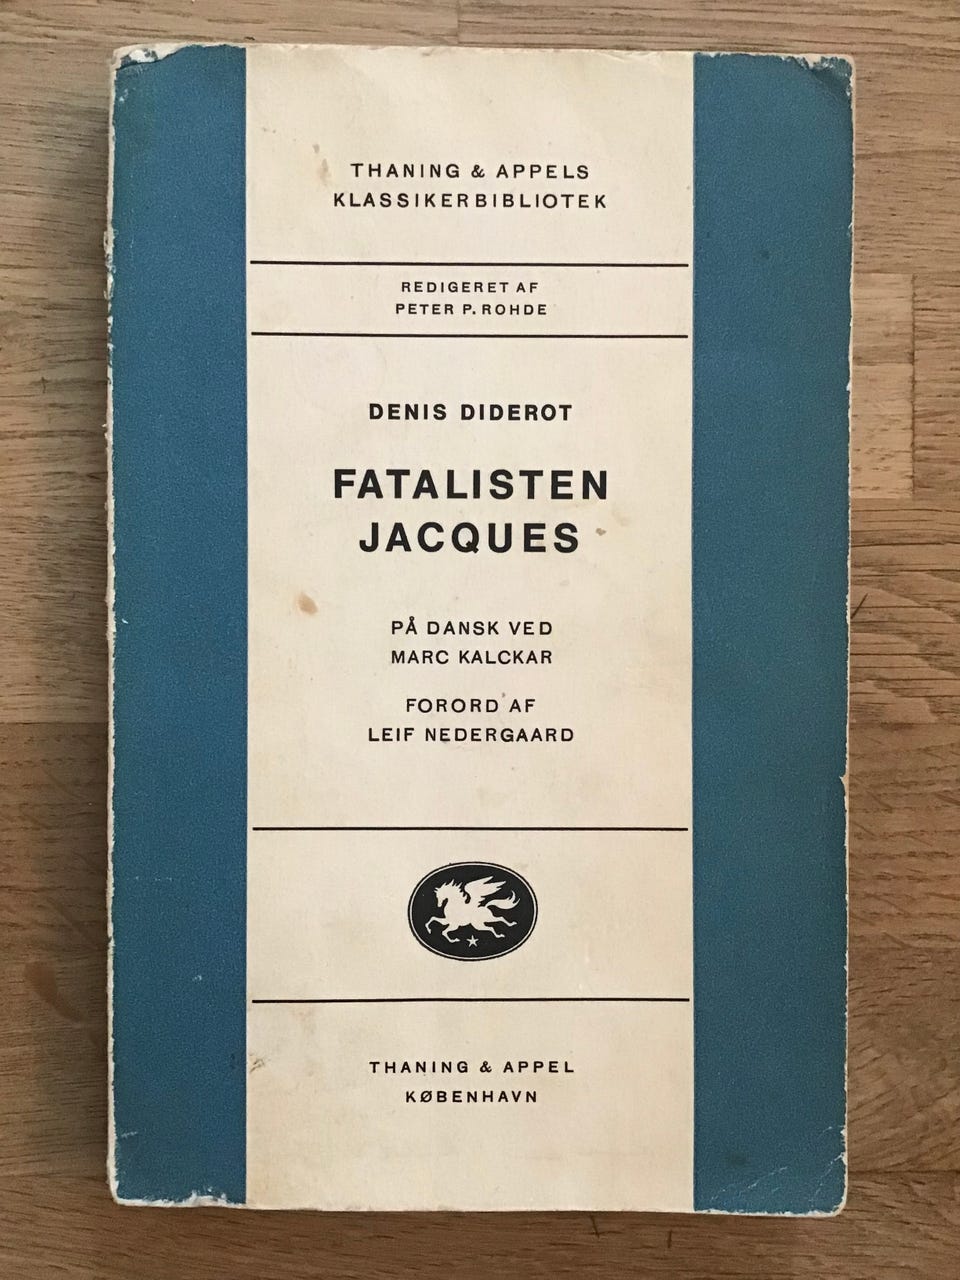 THANING & APPELS
KLASSIKERBIBLIOTEK
REDIGERET AF
PETER P. ROHDE
DENIS DIDEROT
FATALISTEN
JACQUES
PÅ DANSK VED
MARC KALCKAR
FORORD AF
LEIF NEDERGAARD
THANING & APPEL
KØBENHAVN